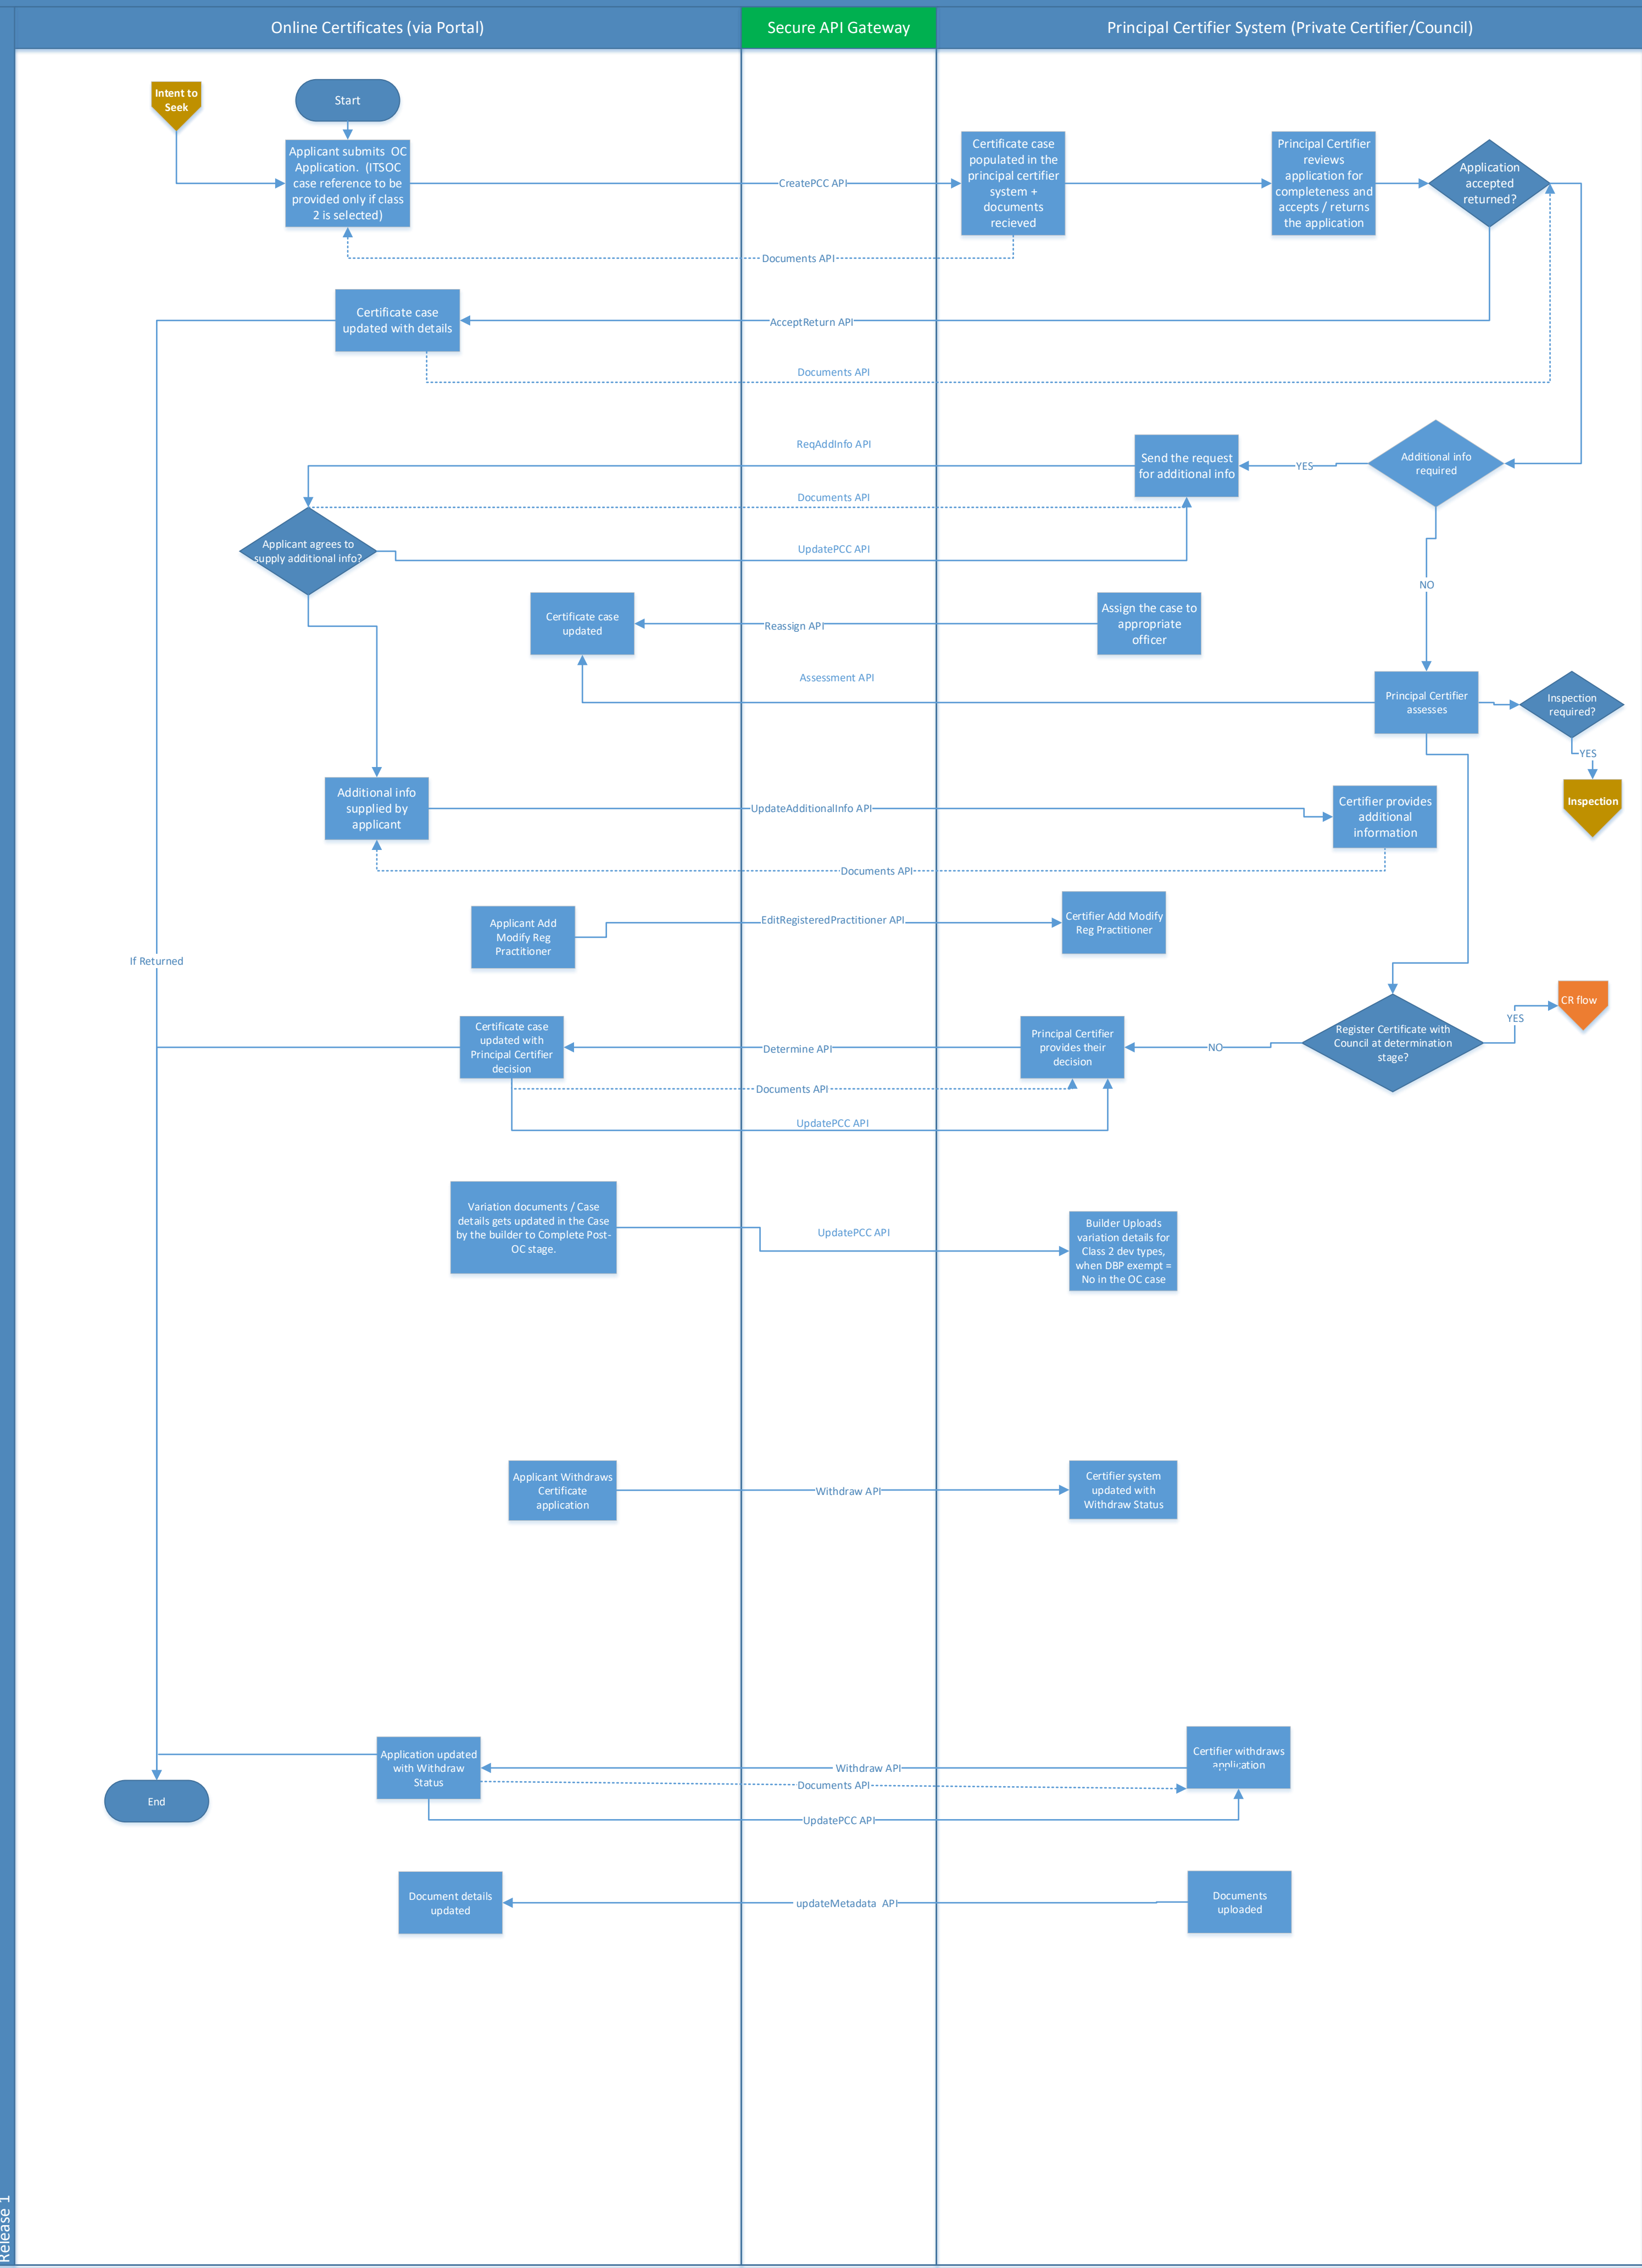 Online Certificates (via Portal)
Secure API Gateway
Principal Certifier System (Private Certifier/Council)
Intent to
Seek
Start
Applicant submits  OC
Application.  (ITSOC
case reference to be
provided only if class
2 is selected)
CreatePCC API
Certificate case
populated in the
principal certifier
system +
documents
recieved
Principal Certifier
reviews
application for
completeness and
accepts / returns
the application
Application
accepted
returned?
Documents API
Certificate case
updated with details
AcceptReturn API
Documents API
ReqAddInfo API
Send the request
for additional info
YES
Additional info
required
Documents API
Applicant agrees to
supply additional info?
UpdatePCC API
NO
Certificate case
updated
Reassign API
Assign the case to
appropriate
officer
Assessment API
Principal Certifier
assesses
Inspection
required?
YES
Inspection
Additional info
supplied by
applicant
UpdateAdditionalInfo API
Certifier provides
additional
information
Documents API
Applicant Add
Modify Reg
Practitioner
EditRegisteredPractitioner API
Certifier Add Modify
Reg Practitioner
If Returned
Certificate case
updated with
Principal Certifier
decision
Determine API
Principal Certifier
provides their
decision
NO
Register Certificate with
Council at determination
stage?
YES
CR flow
Documents API
UpdatePCC API
Variation documents / Case
details gets updated in the Case
by the builder to Complete Post-
OC stage.
UpdatePCC API
Builder Uploads
variation details for
Class 2 dev types,
when DBP exempt =
No in the OC case
Applicant Withdraws
Certificate
application
Withdraw API
Certifier system
updated with
Withdraw Status
Application updated
with Withdraw
Status
Withdraw API
Certifier withdraws
application
Documents API
End
UpdatePCC API
Document details
updated
updateMetadata  API
Documents
uploaded
Release 1